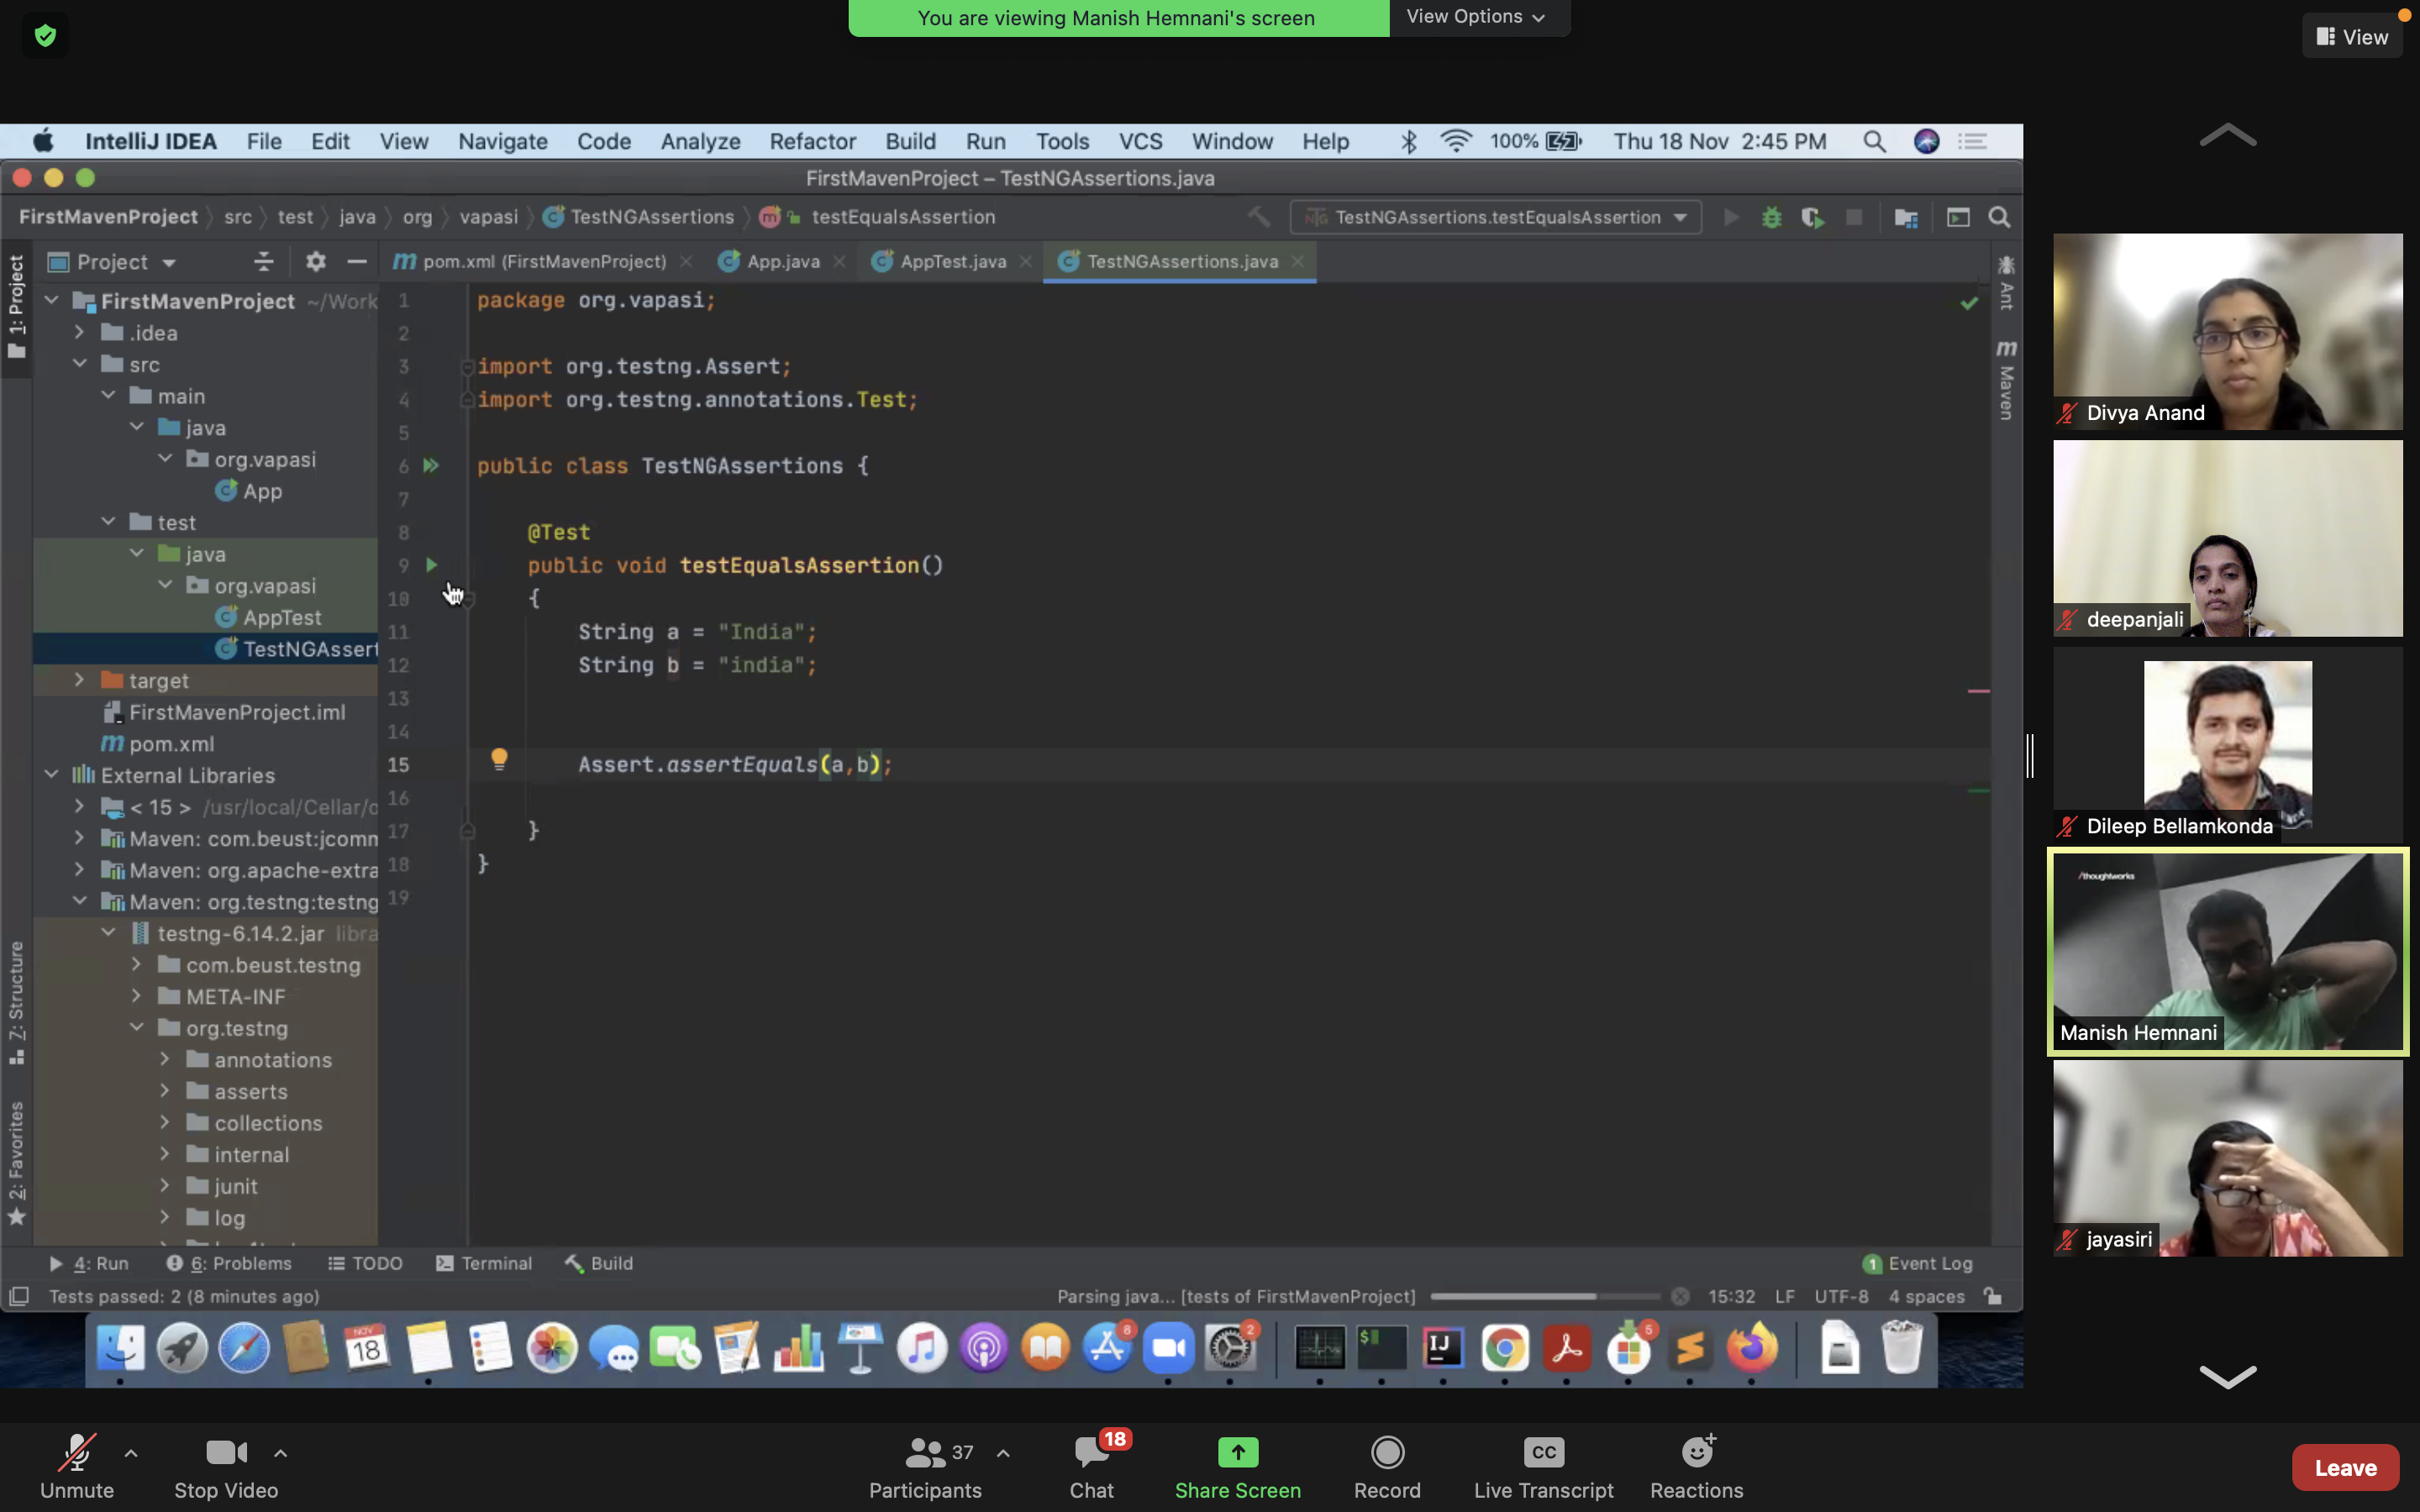 You are viewing Manish Hemnani's screen View Options
View
IntelliJ IDEA File Edit View Navigate Code Analyze Refactor Build Run Tools VCS Window Help 100% Thu 18 Nov 2:45 PM
FirstMavenProject – TestNGAssertions.java
FirstMavenProject src test java org vapasi TestNGAssertions m testEqualsAssertion TestNGAssertions.testEqualsAssertion
Project pom.xml (FirstMavenProject) App.java AppTest.java TestNGAssertions.java
1: Project
7: Structure
2: Favorites
FirstMavenProject ~/Work
.idea
src
main
java
org.vapasi
App
test
java
org.vapasi
AppTest
TestNGAssert
target
FirstMavenProject.iml
pom.xml
External Libraries
< 15 > /usr/local/Cellar/o
Maven: com.beust:jcomm
Maven: org.apache-extra
Maven: org.testng:testng
testng-6.14.2.jar libra
com.beust.testng
META-INF
org.testng
annotations
asserts
collections
internal
junit
log
1 package org.vapasi;
2
3 import org.testng.Assert;
4 import org.testng.annotations.Test;
5
6 public class TestNGAssertions {
7
8 @Test
9 public void testEqualsAssertion()
10 {
11 String a = "India";
12 String b = "india";
13
14
15 Assert.assertEquals(a,b);
16
17 }
18 }
19
Ant
Maven
4: Run 6: Problems TODO Terminal Build 1 Event Log
Tests passed: 2 (8 minutes ago) Parsing java... [tests of FirstMavenProject] 15:32 LF UTF-8 4 spaces
NOV
18
8
2
$
IJ
5
Divya Anand
deepanjali
Dileep Bellamkonda
/thoughtworks
Manish Hemnani
jayasiri
Unmute Stop Video
37
Participants
18
Chat
Share Screen
Record
CC
Live Transcript
Reactions
Leave